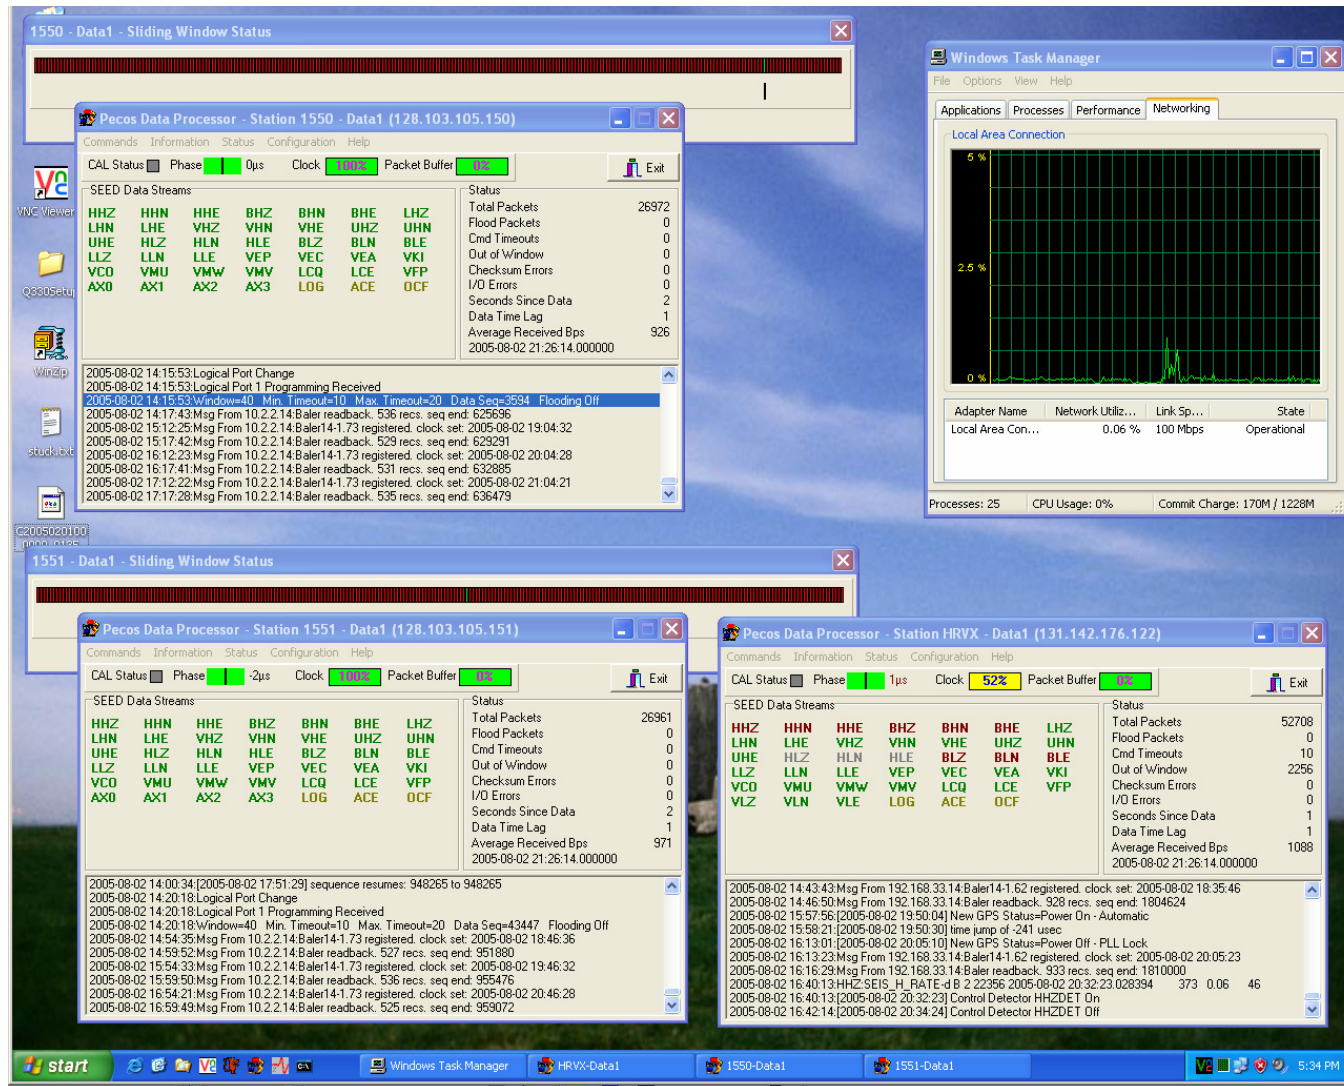 1550 - Data1 - Sliding Window Status
Pecos Data Processor - Station 1550 - Data1 (128.103.105.150)
Commands Information Status Configuration Help
CAL Status Phase 0µs Clock 100% Packet Buffer 0% Exit
SEED Data Streams
HHZ HHN HHE BHZ BHN BHE LHZ
LHN LHE VHZ VHN VHE UHZ UHN
UHE HLZ HLN HLE BLZ BLN BLE
LLZ LLN LLE VEP VEC VEA VKI
VCO VMU VMW VMV LCQ LCE VFP
AX0 AX1 AX2 AX3 LOG ACE OCF
Status
Total Packets 26972
Flood Packets 0
Cmd Timeouts 0
Out of Window 0
Checksum Errors 0
I/O Errors 0
Seconds Since Data 2
Data Time Lag 1
Average Received Bps 926
2005-08-02 21:26:14.000000
2005-08-02 14:15:53:Logical Port Change
2005-08-02 14:15:53:Logical Port 1 Programming Received
2005-08-02 14:15:53:Window=40 Min. Timeout=10 Max. Timeout=20 Data Seq=3594 Flooding Off
2005-08-02 14:17:43:Msg From 10.2.2.14:Baler readback. 536 recs. seq end: 625696
2005-08-02 15:12:25:Msg From 10.2.2.14:Baler14-1.73 registered. clock set: 2005-08-02 19:04:32
2005-08-02 15:17:42:Msg From 10.2.2.14:Baler readback. 529 recs. seq end: 629291
2005-08-02 16:12:23:Msg From 10.2.2.14:Baler14-1.73 registered. clock set: 2005-08-02 20:04:28
2005-08-02 16:17:41:Msg From 10.2.2.14:Baler readback. 531 recs. seq end: 632885
2005-08-02 17:12:22:Msg From 10.2.2.14:Baler14-1.73 registered. clock set: 2005-08-02 21:04:21
2005-08-02 17:17:28:Msg From 10.2.2.14:Baler readback. 535 recs. seq end: 636479
VNC Viewer
Q330Setup
WinZip
stuck.txt
C2005020100
Windows Task Manager
File Options View Help
Applications Processes Performance Networking
Local Area Connection
5 %
2.5 %
0 %
Adapter Name Network Utiliz... Link Sp... State
Local Area Con... 0.06 % 100 Mbps Operational
Processes: 25 CPU Usage: 0% Commit Charge: 170M / 1228M
1551 - Data1 - Sliding Window Status
Pecos Data Processor - Station 1551 - Data1 (128.103.105.151)
Commands Information Status Configuration Help
CAL Status Phase -2µs Clock 100% Packet Buffer 0% Exit
SEED Data Streams
HHZ HHN HHE BHZ BHN BHE LHZ
LHN LHE VHZ VHN VHE UHZ UHN
UHE HLZ HLN HLE BLZ BLN BLE
LLZ LLN LLE VEP VEC VEA VKI
VCO VMU VMW VMV LCQ LCE VFP
AX0 AX1 AX2 AX3 LOG ACE OCF
Status
Total Packets 26961
Flood Packets 0
Cmd Timeouts 0
Out of Window 0
Checksum Errors 0
I/O Errors 0
Seconds Since Data 2
Data Time Lag 1
Average Received Bps 971
2005-08-02 21:26:14.000000
2005-08-02 14:00:34:[2005-08-02 17:51:29] sequence resumes: 948265 to 948265
2005-08-02 14:20:18:Logical Port Change
2005-08-02 14:20:18:Logical Port 1 Programming Received
2005-08-02 14:20:18:Window=40 Min. Timeout=10 Max. Timeout=20 Data Seq=43447 Flooding Off
2005-08-02 14:54:35:Msg From 10.2.2.14:Baler14-1.73 registered. clock set: 2005-08-02 18:46:36
2005-08-02 14:59:52:Msg From 10.2.2.14:Baler readback. 527 recs. seq end: 951880
2005-08-02 15:54:33:Msg From 10.2.2.14:Baler14-1.73 registered. clock set: 2005-08-02 19:46:32
2005-08-02 15:59:50:Msg From 10.2.2.14:Baler readback. 536 recs. seq end: 955476
2005-08-02 16:54:21:Msg From 10.2.2.14:Baler14-1.73 registered. clock set: 2005-08-02 20:46:28
2005-08-02 16:59:49:Msg From 10.2.2.14:Baler readback. 525 recs. seq end: 959072
Pecos Data Processor - Station HRVX - Data1 (131.142.176.122)
Commands Information Status Configuration Help
CAL Status Phase 1µs Clock 52% Packet Buffer 0% Exit
SEED Data Streams
HHZ HHN HHE BHZ BHN BHE LHZ
LHN LHE VHZ VHN VHE UHZ UHN
UHE HLZ HLN HLE BLZ BLN BLE
LLZ LLN LLE VEP VEC VEA VKI
VCO VMU VMW VMV LCQ LCE VFP
VLZ VLN VLE LOG ACE OCF
Status
Total Packets 52708
Flood Packets 0
Cmd Timeouts 10
Out of Window 2256
Checksum Errors 0
I/O Errors 0
Seconds Since Data 1
Data Time Lag 1
Average Received Bps 1088
2005-08-02 21:26:14.000000
2005-08-02 14:43:43:Msg From 192.168.33.14:Baler14-1.62 registered. clock set: 2005-08-02 18:35:46
2005-08-02 14:46:50:Msg From 192.168.33.14:Baler readback. 928 recs. seq end: 1804624
2005-08-02 15:57:56:[2005-08-02 19:50:04] New GPS Status=Power On - Automatic
2005-08-02 15:58:21:[2005-08-02 19:50:30] time jump of -241 usec
2005-08-02 16:13:01:[2005-08-02 20:05:10] New GPS Status=Power Off - PLL Lock
2005-08-02 16:13:23:Msg From 192.168.33.14:Baler14-1.62 registered. clock set: 2005-08-02 20:05:23
2005-08-02 16:16:29:Msg From 192.168.33.14:Baler readback. 933 recs. seq end: 1810000
2005-08-02 16:40:13:HHZ:SEIS_H_RATE-d B 2 22356 2005-08-02 20:32:23.028394 373 0.06 46
2005-08-02 16:40:13:[2005-08-02 20:32:23] Control Detector HHZDET On
2005-08-02 16:42:14:[2005-08-02 20:34:24] Control Detector HHZDET Off
start Windows Task Manager HRVX-Data1 1550-Data1 1551-Data1 5:34 PM